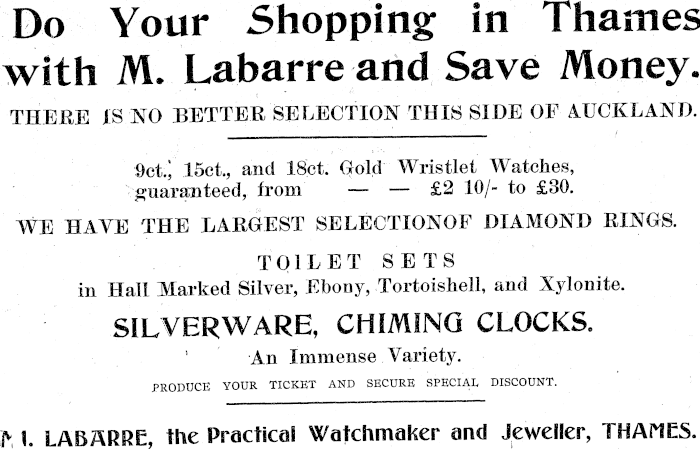 Do Your Shopping in Thames
with M. Labarre and Save Money.
THERE IS NO BETTER SELECTION THIS SIDE OF AUCKLAND.
9ct., 15ct., and 18ct. Gold Wristlet Watches,
guaranteed, from — — £2 10/- to £30.
WE HAVE THE LARGEST SELECTIONOF DIAMOND RINGS.
TOILET SETS
in Hall Marked Silver, Ebony, Tortoishell, and Xylonite.
SILVERWARE, CHIMING CLOCKS.
An Immense Variety.
PRODUCE YOUR TICKET AND SECURE SPECIAL DISCOUNT.
M. LABARRE, the Practical Watchmaker and Jeweller, THAMES.